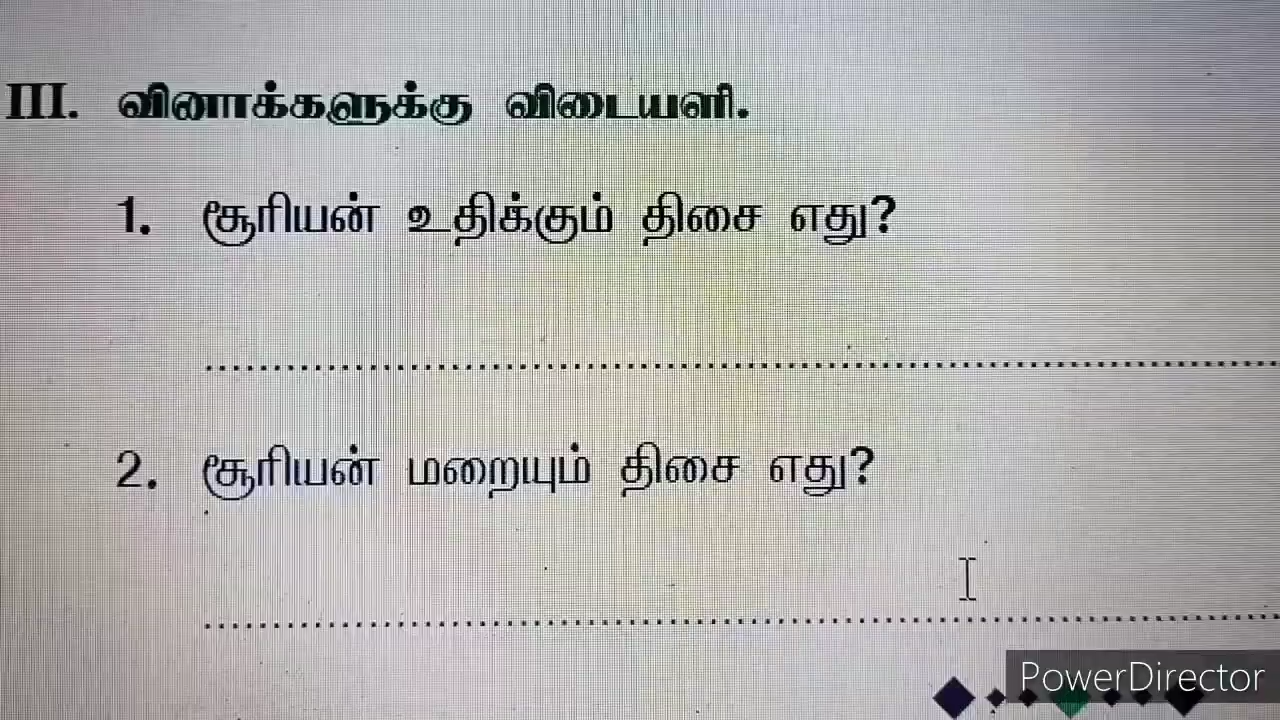 III. வினாக்களுக்கு விடையளி.
1. சூரியன் உதிக்கும் திசை எது?
2. சூரியன் மறையும் திசை எது?
PowerDirector